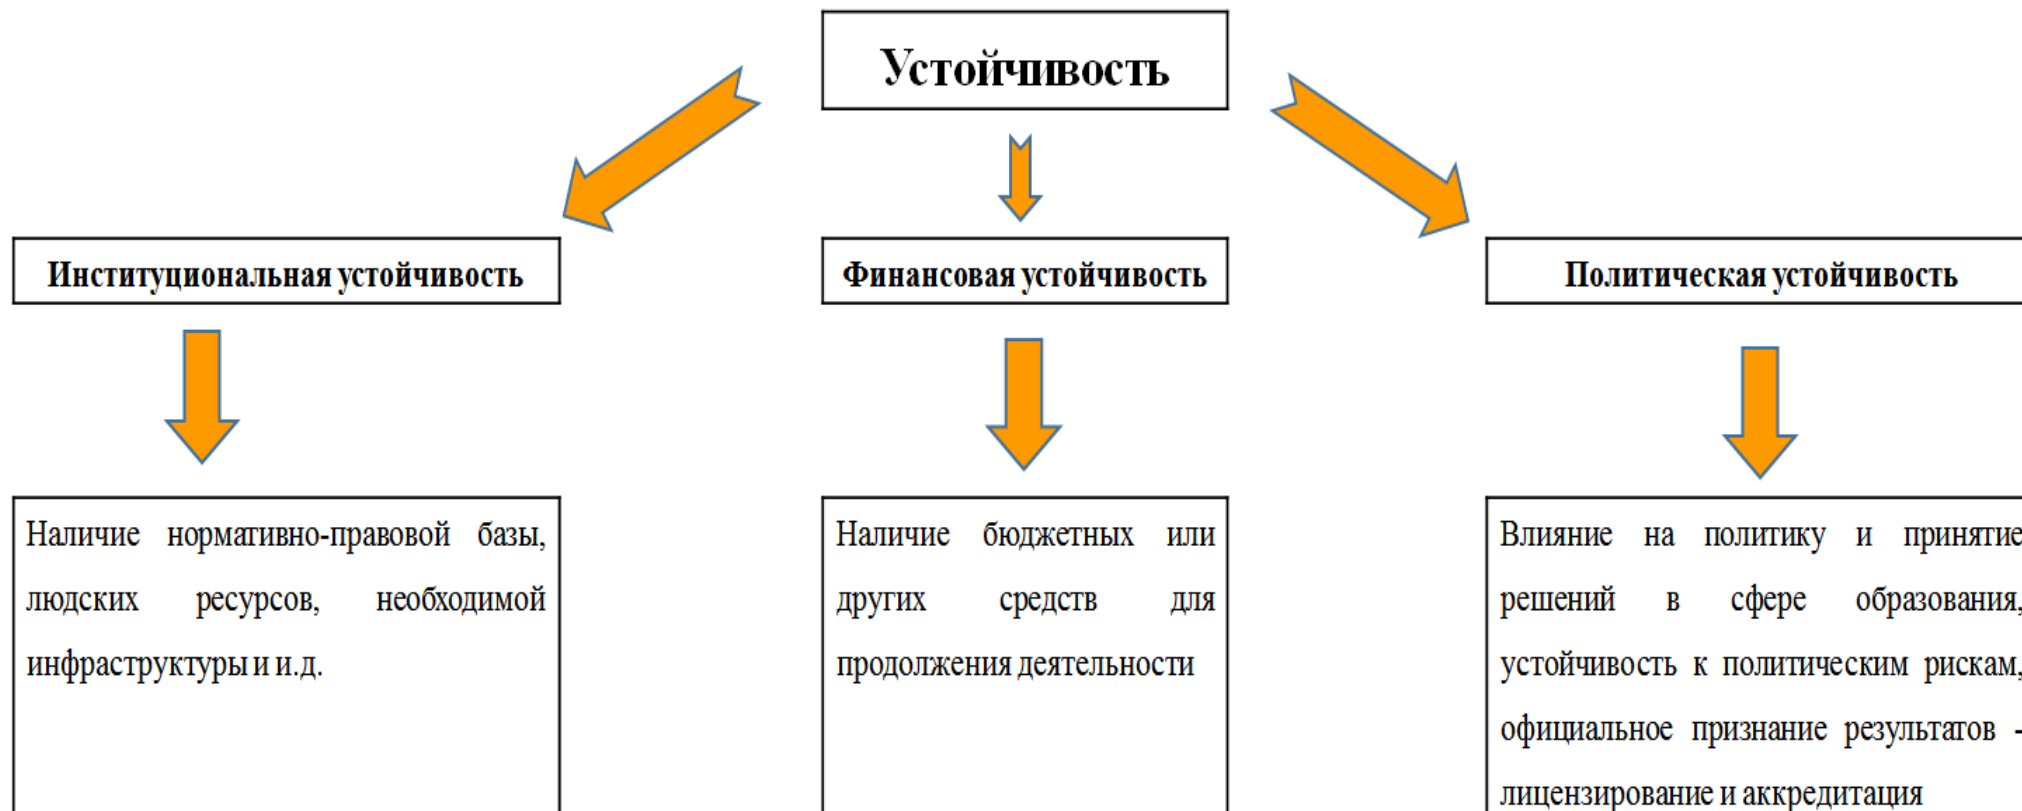 Устойчивость
Институциональная устойчивость
Финансовая устойчивость
Политическая устойчивость
Наличие нормативно-правовой базы,
людских ресурсов, необходимой
инфраструктуры и и.д.
Наличие бюджетных или
других средств для
продолжения деятельности
Влияние на политику и принятие
решений в сфере образования,
устойчивость к политическим рискам,
официальное признание результатов -
лицензирование и аккредитация